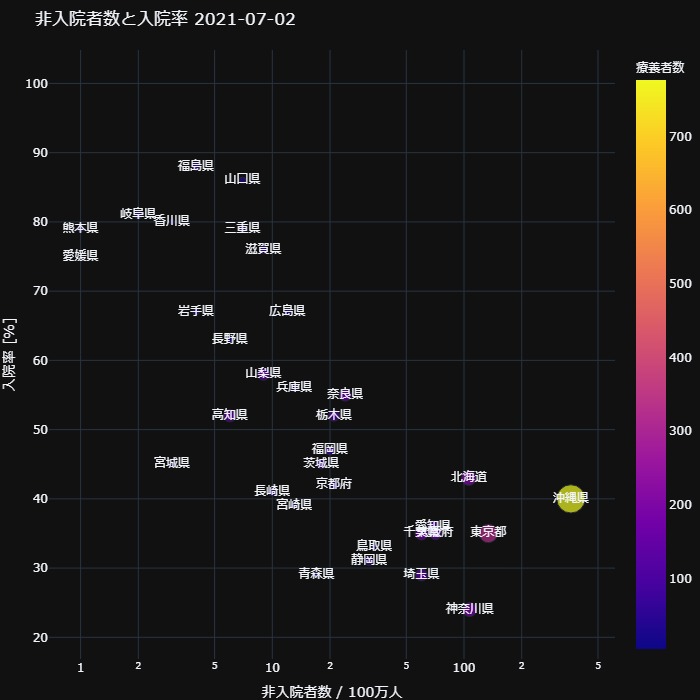 非入院者数と入院率 2021-07-02
療養者数
100
90
80
70
60
50
40
30
20
入院率 [%]
700
600
500
400
300
200
100
福島県
山口県
岐阜県
香川県
熊本県
三重県
滋賀県
愛媛県
岩手県
広島県
長野県
山梨県
兵庫県
奈良県
高知県
栃木県
福岡県
宮城県
茨城県
北海道
京都府
長崎県
沖縄県
宮崎県
愛知県
千葉県
府
東京都
鳥取県
静岡県
青森県
埼玉県
神奈川県
1
2
5
10
2
5
100
2
5
非入院者数 / 100万人